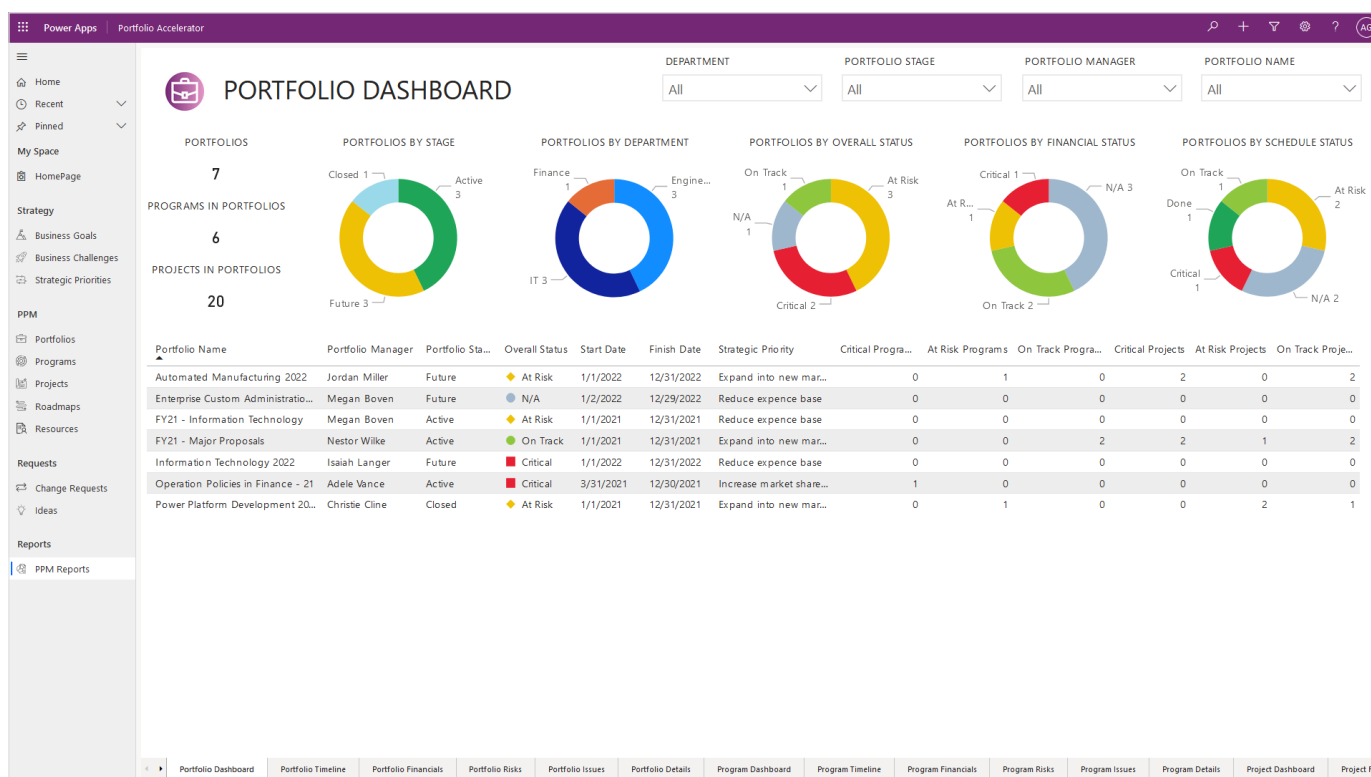 Power Apps Portfolio Accelerator AG
Home
Recent
Pinned
My Space
HomePage
Strategy
Business Goals
Business Challenges
Strategic Priorities
PPM
Portfolios
Programs
Projects
Roadmaps
Resources
Requests
Change Requests
Ideas
Reports
PPM Reports
PORTFOLIO DASHBOARD
DEPARTMENT
All
PORTFOLIO STAGE
All
PORTFOLIO MANAGER
All
PORTFOLIO NAME
All
PORTFOLIOS
7
PROGRAMS IN PORTFOLIOS
6
PROJECTS IN PORTFOLIOS
20
PORTFOLIOS BY STAGE
Closed 1
Active
3
Future 3
PORTFOLIOS BY DEPARTMENT
Finance
1
Engine...
3
IT 3
PORTFOLIOS BY OVERALL STATUS
On Track
1
At Risk
3
N/A
1
Critical 2
PORTFOLIOS BY FINANCIAL STATUS
Critical 1
N/A 3
At R...
1
On Track 2
PORTFOLIOS BY SCHEDULE STATUS
On Track
1
At Risk
2
Done
1
Critical
1
N/A 2
Portfolio Name Portfolio Manager Portfolio Sta... Overall Status Start Date Finish Date Strategic Priority Critical Progra... At Risk Programs On Track Progra... Critical Projects At Risk Projects On Track Proje...
Automated Manufacturing 2022 Jordan Miller Future At Risk 1/1/2022 12/31/2022 Expand into new mar... 0 1 0 2 0 2
Enterprise Custom Administratio... Megan Boven Future N/A 1/2/2022 12/29/2022 Reduce expence base 0 0 0 0 0 0
FY21 - Information Technology Megan Boven Active At Risk 1/1/2021 12/31/2021 Reduce expence base 0 0 0 0 0 0
FY21 - Major Proposals Nestor Wilke Active On Track 1/1/2021 12/31/2021 Expand into new mar... 0 0 2 2 1 2
Information Technology 2022 Isaiah Langer Future Critical 1/1/2022 12/31/2022 Reduce expence base 0 0 0 0 0 0
Operation Policies in Finance - 21 Adele Vance Active Critical 3/31/2021 12/30/2021 Increase market share... 1 0 0 0 0 0
Power Platform Development 20... Christie Cline Closed At Risk 1/1/2021 12/31/2021 Expand into new mar... 0 1 0 0 2 1
Portfolio Dashboard Portfolio Timeline Portfolio Financials Portfolio Risks Portfolio Issues Portfolio Details Program Dashboard Program Timeline Program Financials Program Risks Program Issues Program Details Project Dashboard Project